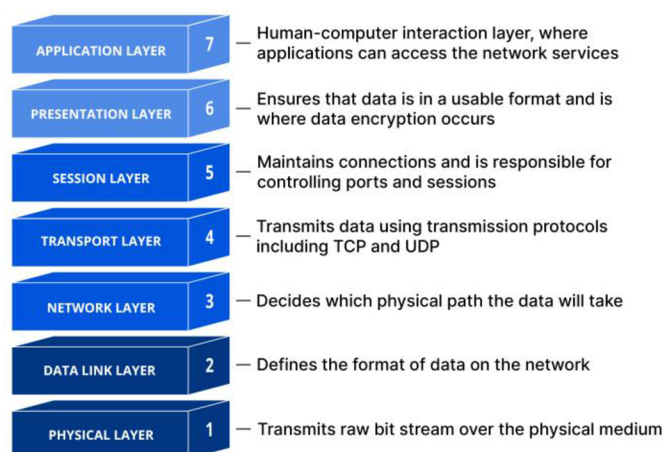 APPLICATION LAYER 7 — Human-computer interaction layer, where
applications can access the network services
PRESENTATION LAYER 6 — Ensures that data is in a usable format and is
where data encryption occurs
SESSION LAYER 5 — Maintains connections and is responsible for
controlling ports and sessions
TRANSPORT LAYER 4 — Transmits data using transmission protocols
including TCP and UDP
NETWORK LAYER 3 — Decides which physical path the data will take
DATA LINK LAYER 2 — Defines the format of data on the network
PHYSICAL LAYER 1 — Transmits raw bit stream over the physical medium